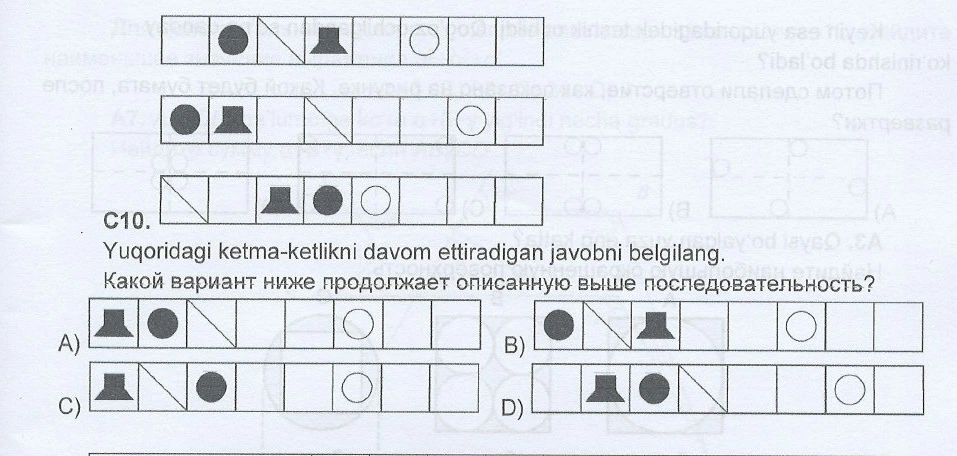 C10.
Yuqoridagi ketma-ketlikni davom ettiradigan javobni belgilang.
Какой вариант ниже продолжает описанную выше последовательность?
A)
B)
C)
D)